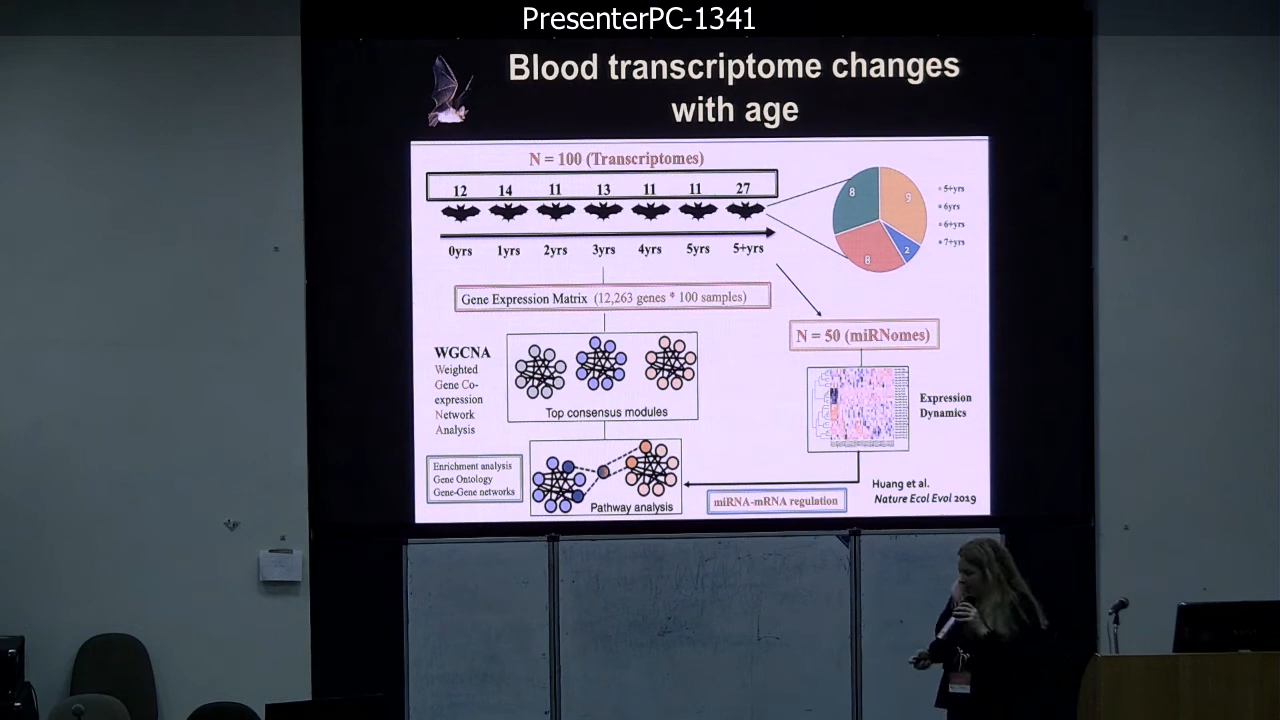 PresenterPC-1341
Blood transcriptome changes
with age
N = 100 (Transcriptomes)
12 14 11 13 11 11 27
0yrs 1yrs 2yrs 3yrs 4yrs 5yrs 5+yrs
8
9
2
8
5+yrs
6yrs
6+yrs
7+yrs
Gene Expression Matrix (12,263 genes * 100 samples)
N = 50 (miRNomes)
WGCNA
Weighted
Gene Co-
expression
Network
Analysis
Top consensus modules
Expression
Dynamics
Enrichment analysis
Gene Ontology
Gene-Gene networks
Pathway analysis
miRNA-mRNA regulation
Huang et al.
Nature Ecol Evol 2019